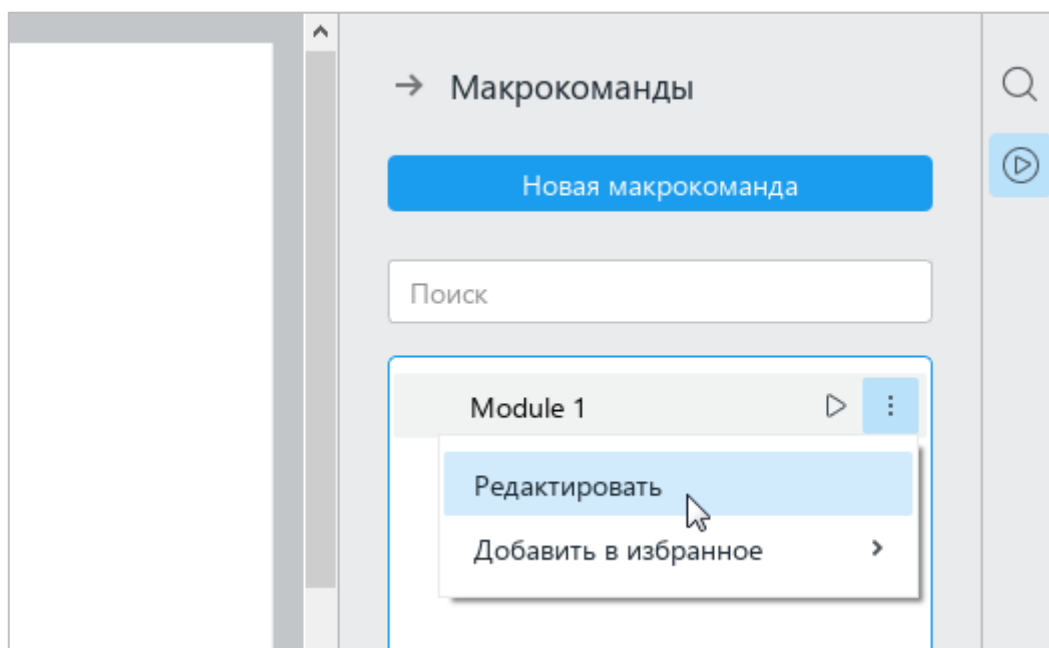 Макрокоманды
Новая макрокоманда
Поиск
Module 1
Редактировать
Добавить в избранное